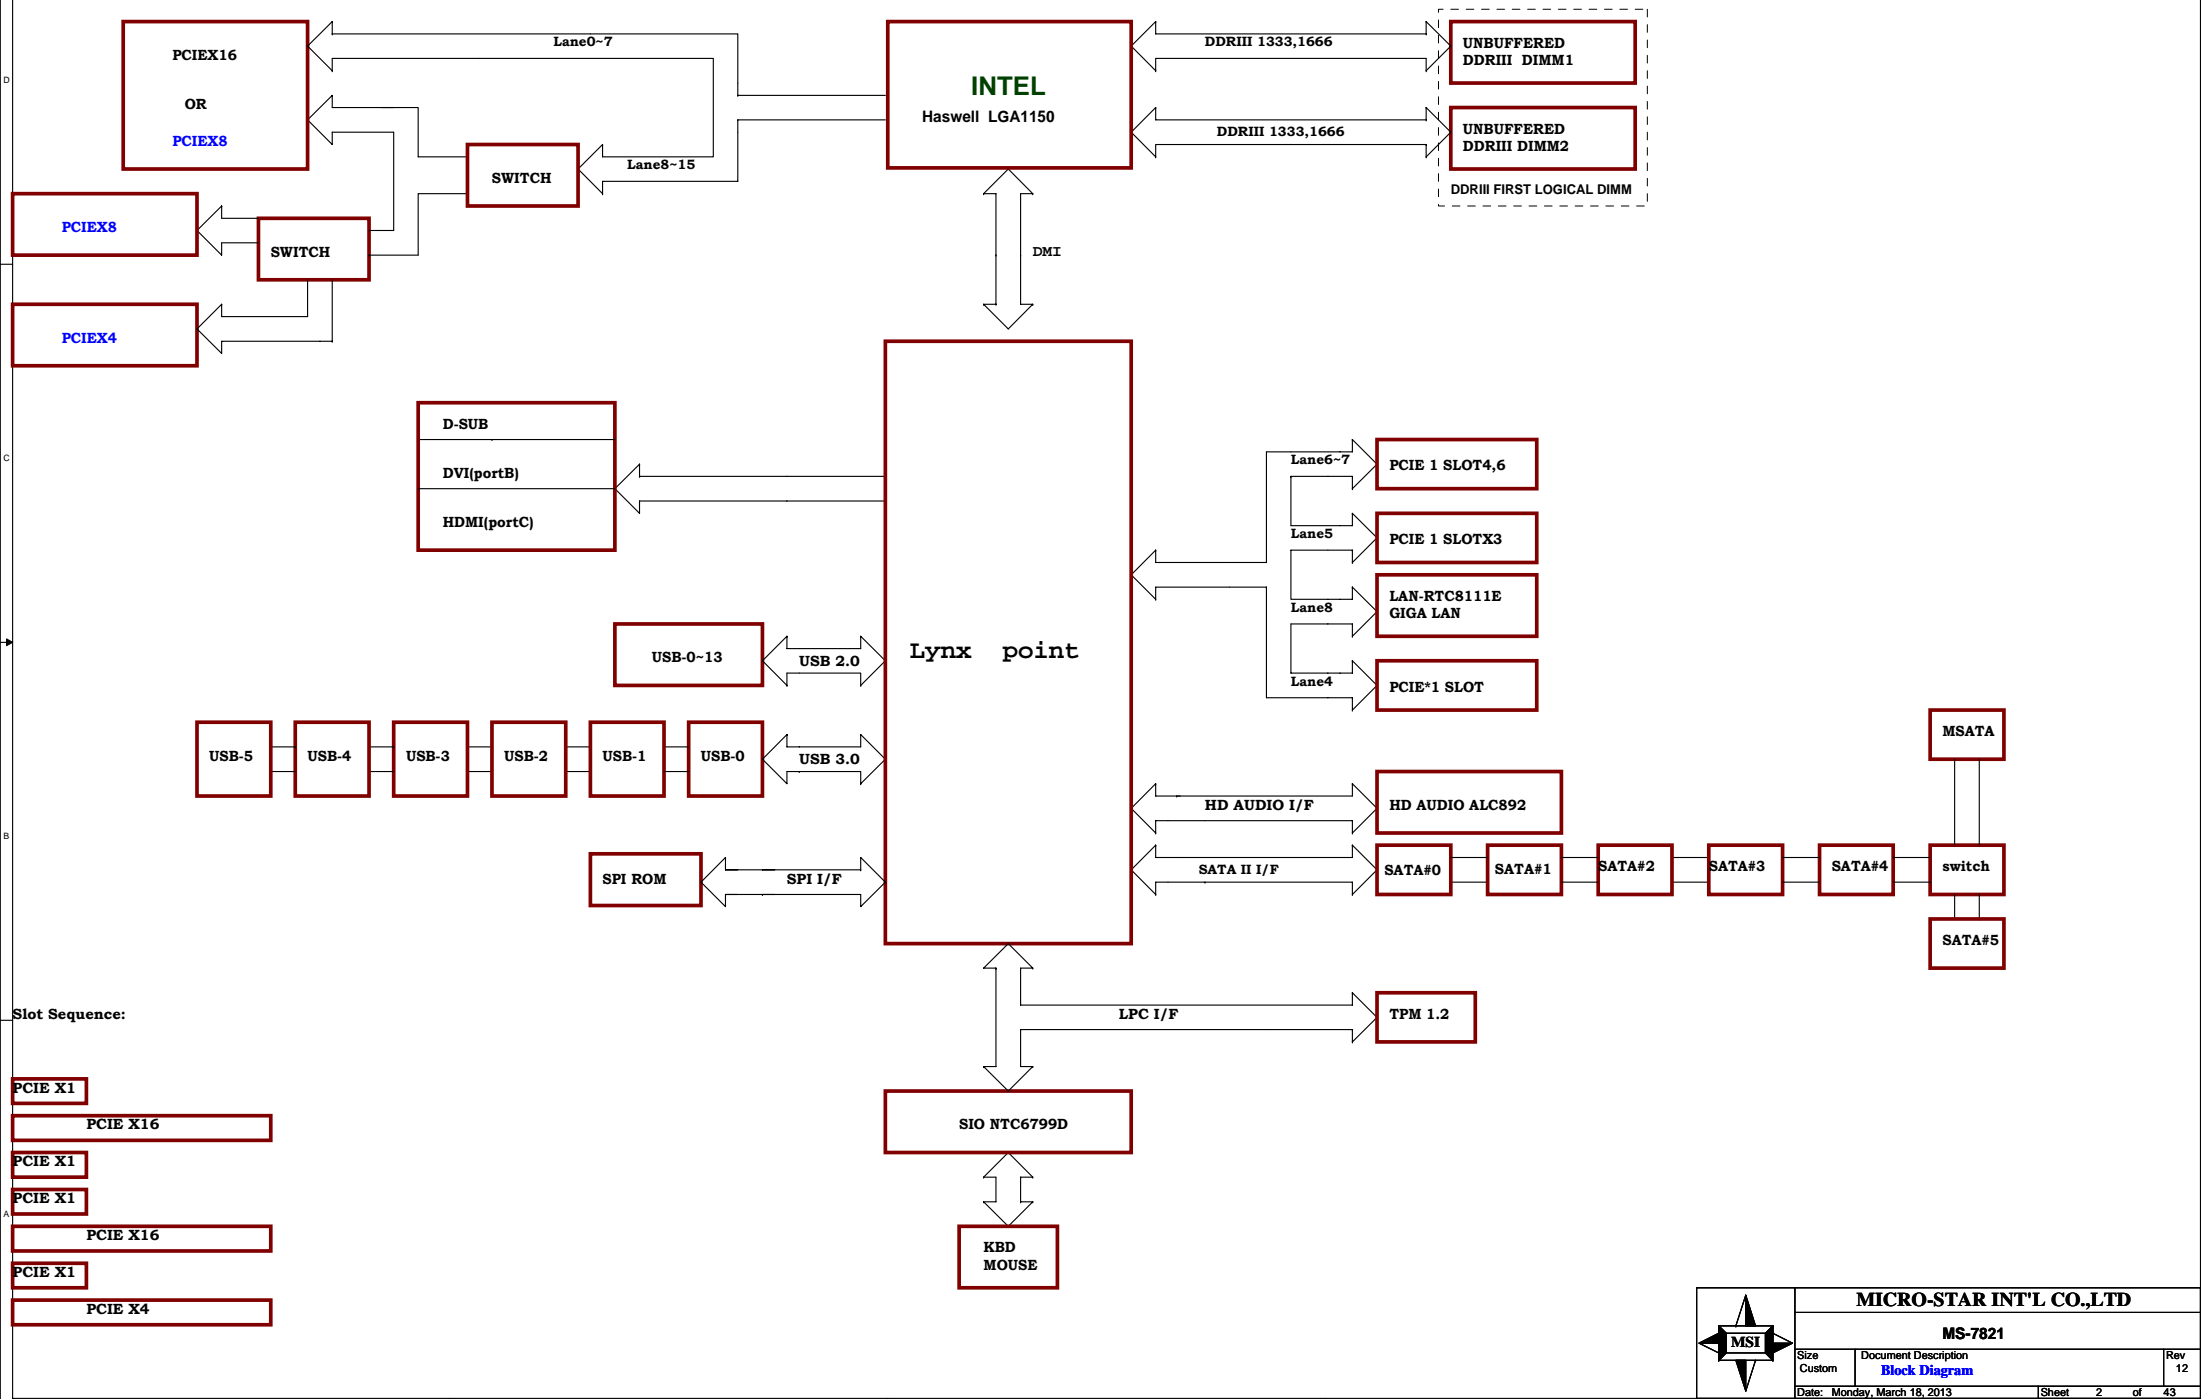 D
C
B
A
PCIEX16
OR
PCIEX8
PCIEX8
PCIEX4
SWITCH
SWITCH
Lane0~7
Lane8~15
INTEL
Haswell LGA1150
DDRIII 1333,1666
DDRIII 1333,1666
UNBUFFERED
DDRIII DIMM1
UNBUFFERED
DDRIII DIMM2
DDRIII FIRST LOGICAL DIMM
DMI
D-SUB
DVI(portB)
HDMI(portC)
Lynx point
Lane6~7
PCIE 1 SLOT4,6
Lane5
PCIE 1 SLOTX3
Lane8
LAN-RTC8111E
GIGA LAN
Lane4
PCIE*1 SLOT
USB-0~13
USB 2.0
USB-5
USB-4
USB-3
USB-2
USB-1
USB-0
USB 3.0
SPI ROM
SPI I/F
HD AUDIO I/F
HD AUDIO ALC892
SATA II I/F
SATA#0
SATA#1
SATA#2
SATA#3
SATA#4
switch
MSATA
SATA#5
LPC I/F
TPM 1.2
SIO NTC6799D
KBD
MOUSE
Slot Sequence:
PCIE X1
PCIE X16
PCIE X1
PCIE X1
PCIE X16
PCIE X1
PCIE X4
MSI
MICRO-STAR INT'L CO.,LTD
MS-7821
Size
Custom
Document Description
Block Diagram
Rev
12
Date: Monday, March 18, 2013
Sheet 2 of 43